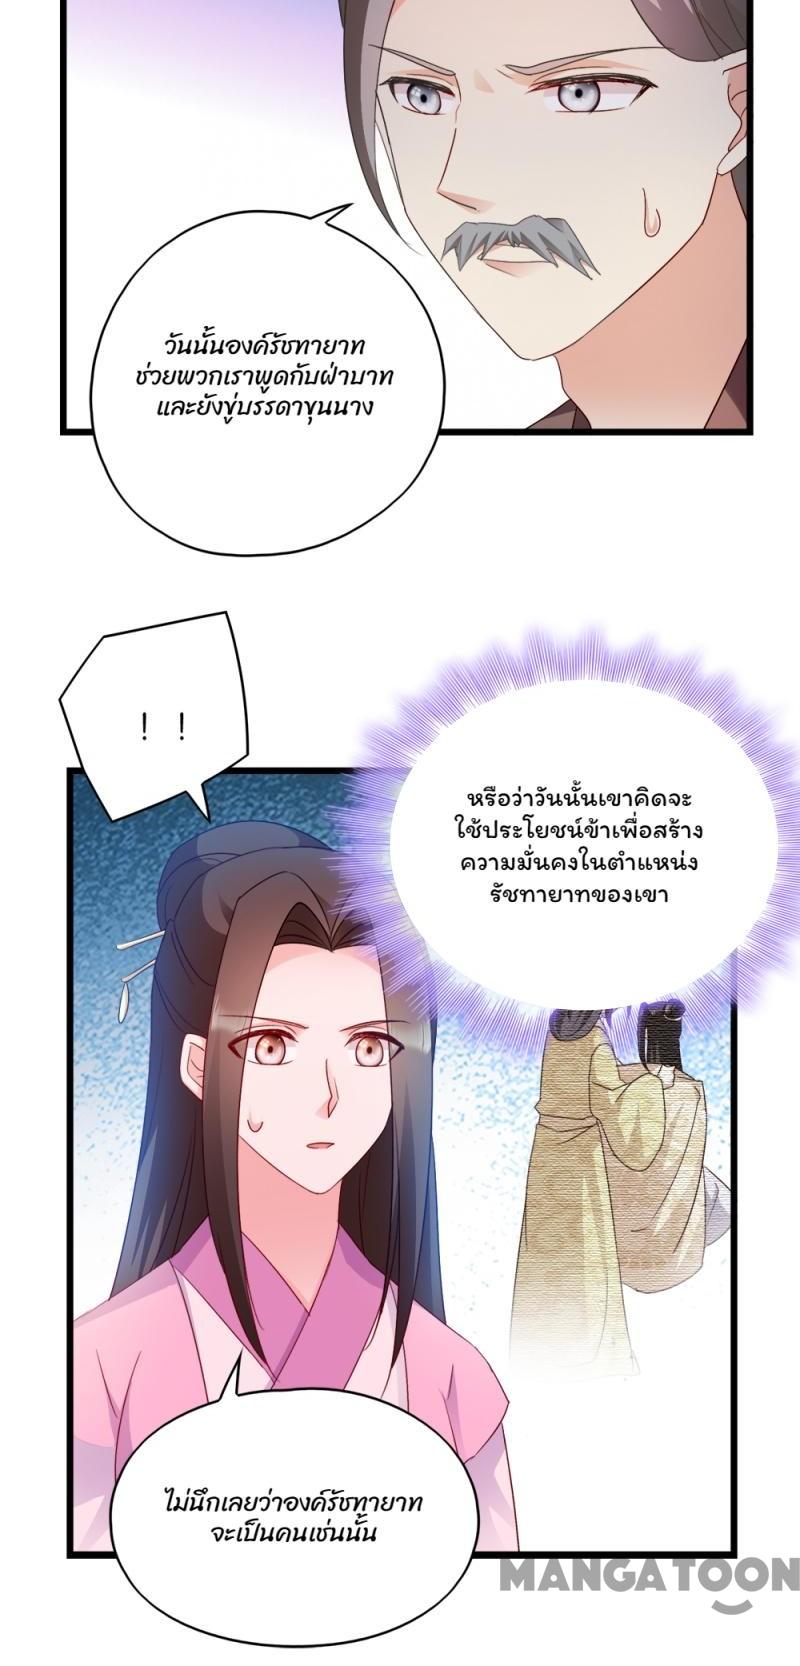 วันนั้นองค์รัชทายาท
ช่วยพวกเราพูดกับฝ่าบาท
และยังขู่บรรดาขุนนาง
! !
หรือว่าวันนั้นเขาคิดจะ
ใช้ประโยชน์ข้าเพื่อสร้าง
ความมั่นคงในตำแหน่ง
รัชทายาทของเขา
ไม่นึกเลยว่าองค์รัชทายาท
จะเป็นคนเช่นนั้น
MANGATOON